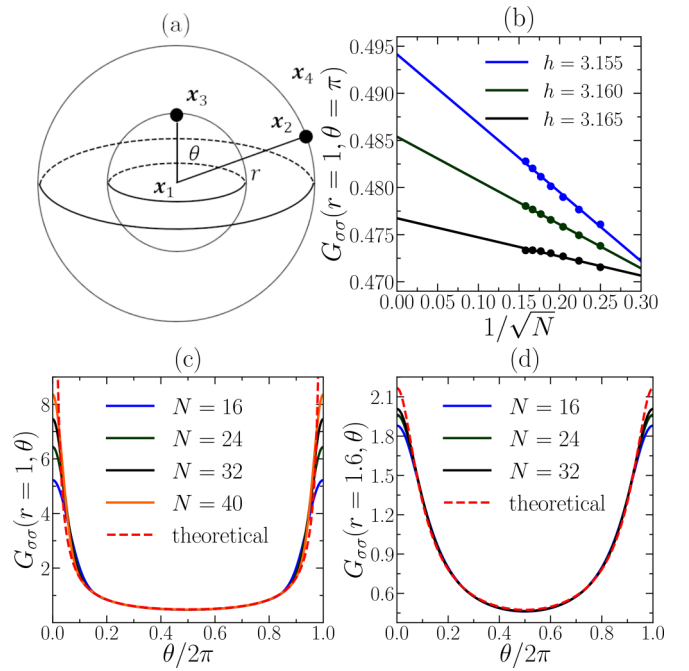 (a)
x₄
x₃
x₂
θ
x₁
r
(b)
G_σσ(r = 1, θ = π)
0.495
0.490
0.485
0.480
0.475
0.470
h = 3.155
h = 3.160
h = 3.165
0.00 0.05 0.10 0.15 0.20 0.25 0.30
1/√N
(c)
G_σσ(r = 1, θ)
8
6
4
2
N = 16
N = 24
N = 32
N = 40
theoretical
0.0 0.2 0.4 0.6 0.8 1.0
θ/2π
(d)
G_σσ(r = 1.6, θ)
2.1
1.8
1.5
1.2
0.9
0.6
N = 16
N = 24
N = 32
theoretical
0.0 0.2 0.4 0.6 0.8 1.0
θ/2π